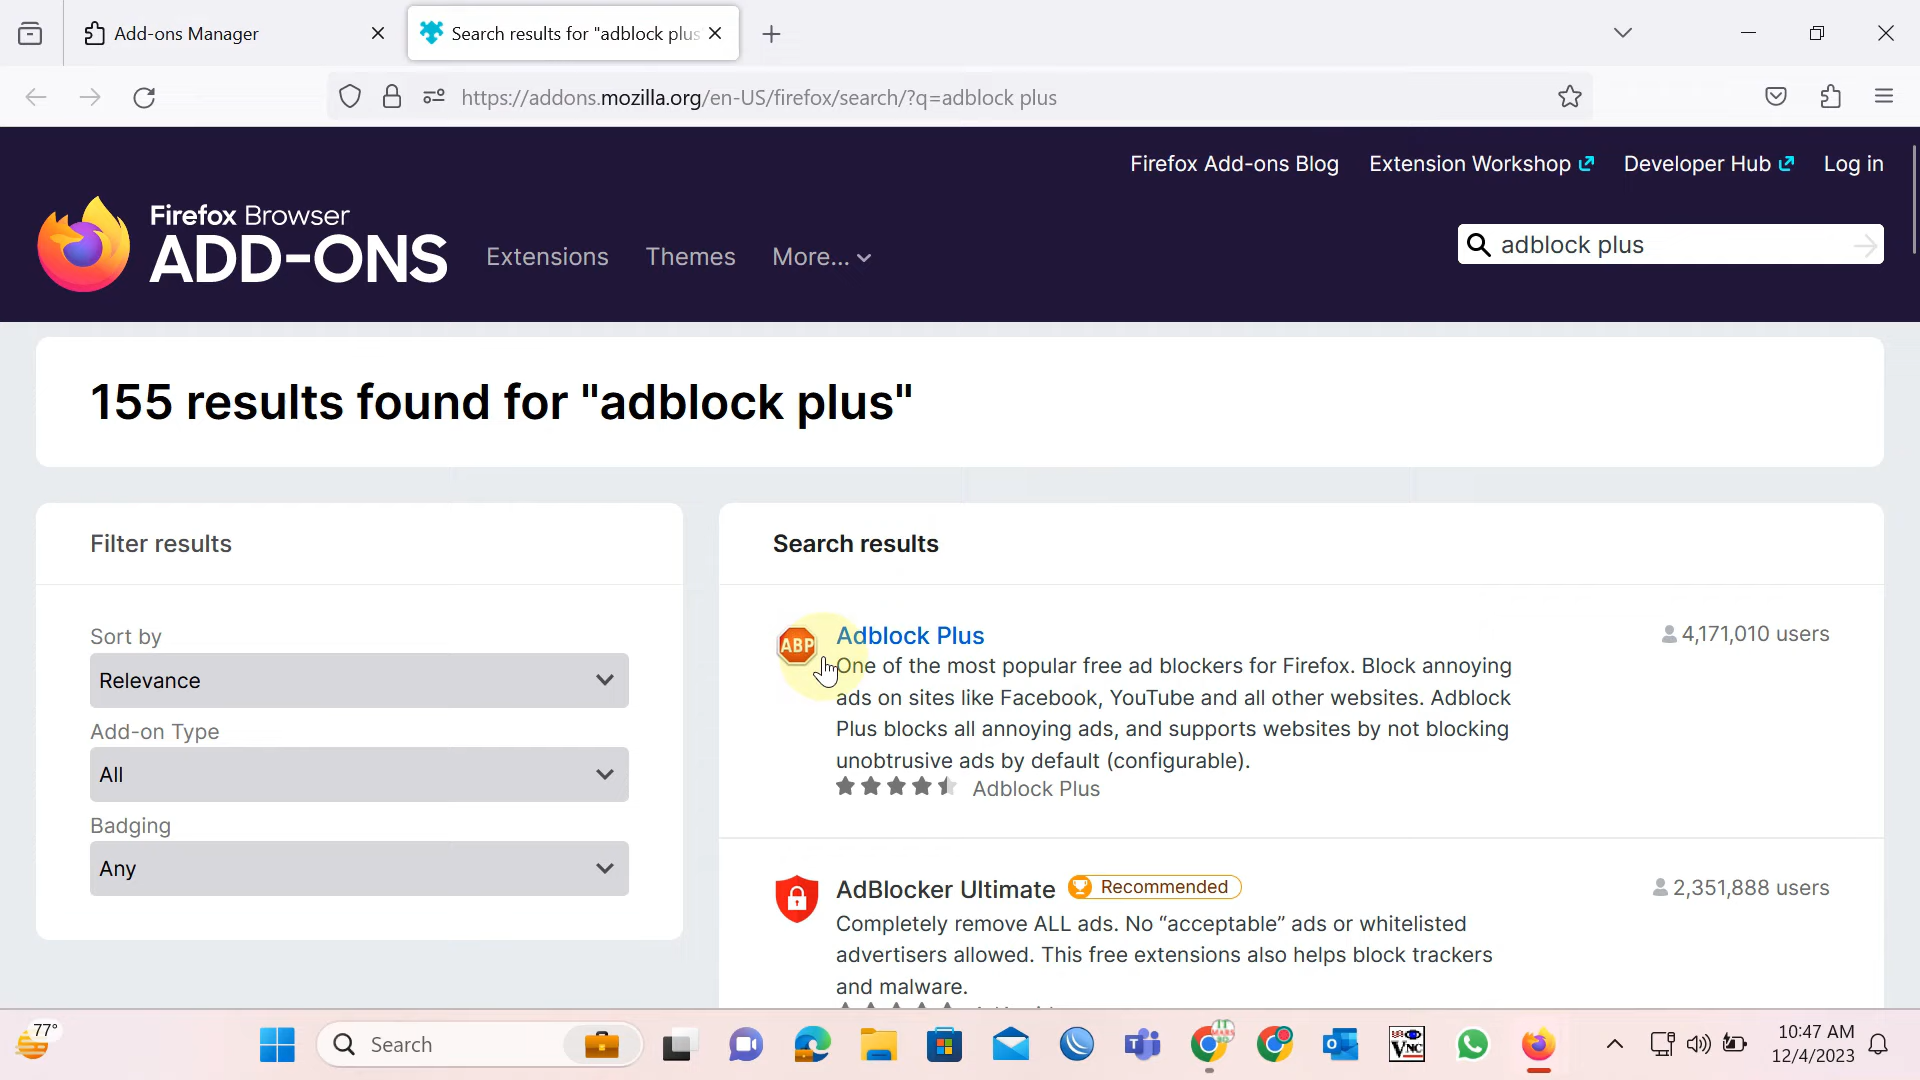 Add-ons Manager
Search results for "adblock plus
https://addons.mozilla.org/en-US/firefox/search/?q=adblock plus
Firefox Add-ons Blog
Extension Workshop
Developer Hub
Log in
Firefox Browser
ADD-ONS
Extensions
Themes
More...
adblock plus
155 results found for "adblock plus"
Filter results
Sort by
Relevance
Add-on Type
All
Badging
Any
Search results
ABP
Adblock Plus
4,171,010 users
One of the most popular free ad blockers for Firefox. Block annoying
ads on sites like Facebook, YouTube and all other websites. Adblock
Plus blocks all annoying ads, and supports websites by not blocking
unobtrusive ads by default (configurable).
Adblock Plus
AdBlocker Ultimate
Recommended
2,351,888 users
Completely remove ALL ads. No “acceptable” ads or whitelisted
advertisers allowed. This free extensions also helps block trackers
and malware.
77°
Search
VNC
10:47 AM
12/4/2023